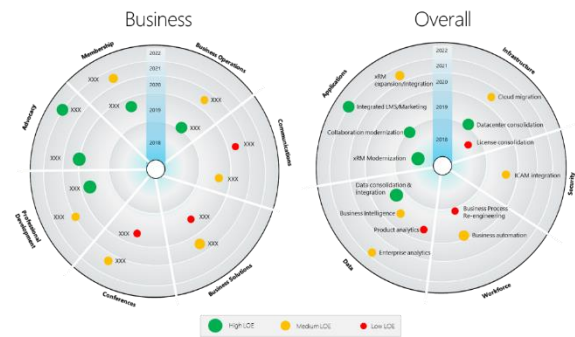 Business
Overall
Membership
Business Operations
Communications
Business Solutions
Conferences
Professional
Development
Advocacy
2022
2021
2020
2019
2018
XXX
XXX
XXX
XXX
XXX
XXX
XXX
XXX
XXX
XXX
XXX
XXX
XXX
XXX
Applications
Infrastructure
Security
Workforce
Data
2022
2021
2020
2019
2018
xRM
expansion/integration
Cloud migration
Integrated LMS/Marketing
Collaboration modernization
Datacenter consolidation
License consolidation
xRM Modernization
ICAM integration
Data consolidation &
integration
Business intelligence
Business Process
Re-engineering
Product analytics
Business automation
Enterprise analytics
High LOE
Medium LOE
Low LOE